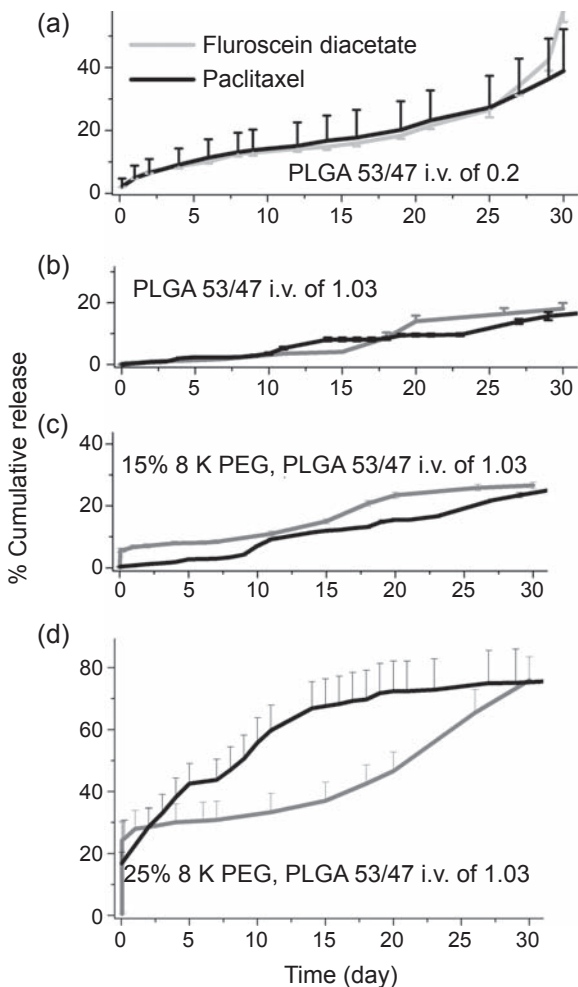 (a)
Fluroscein diacetate
Paclitaxel
PLGA 53/47 i.v. of 0.2
40
20
0
0 5 10 15 20 25 30
(b)
PLGA 53/47 i.v. of 1.03
20
0
0 5 10 15 20 25 30
(c)
15% 8 K PEG, PLGA 53/47 i.v. of 1.03
40
20
0
0 5 10 15 20 25 30
(d)
25% 8 K PEG, PLGA 53/47 i.v. of 1.03
80
60
40
20
0
0 5 10 15 20 25 30
% Cumulative release
Time (day)